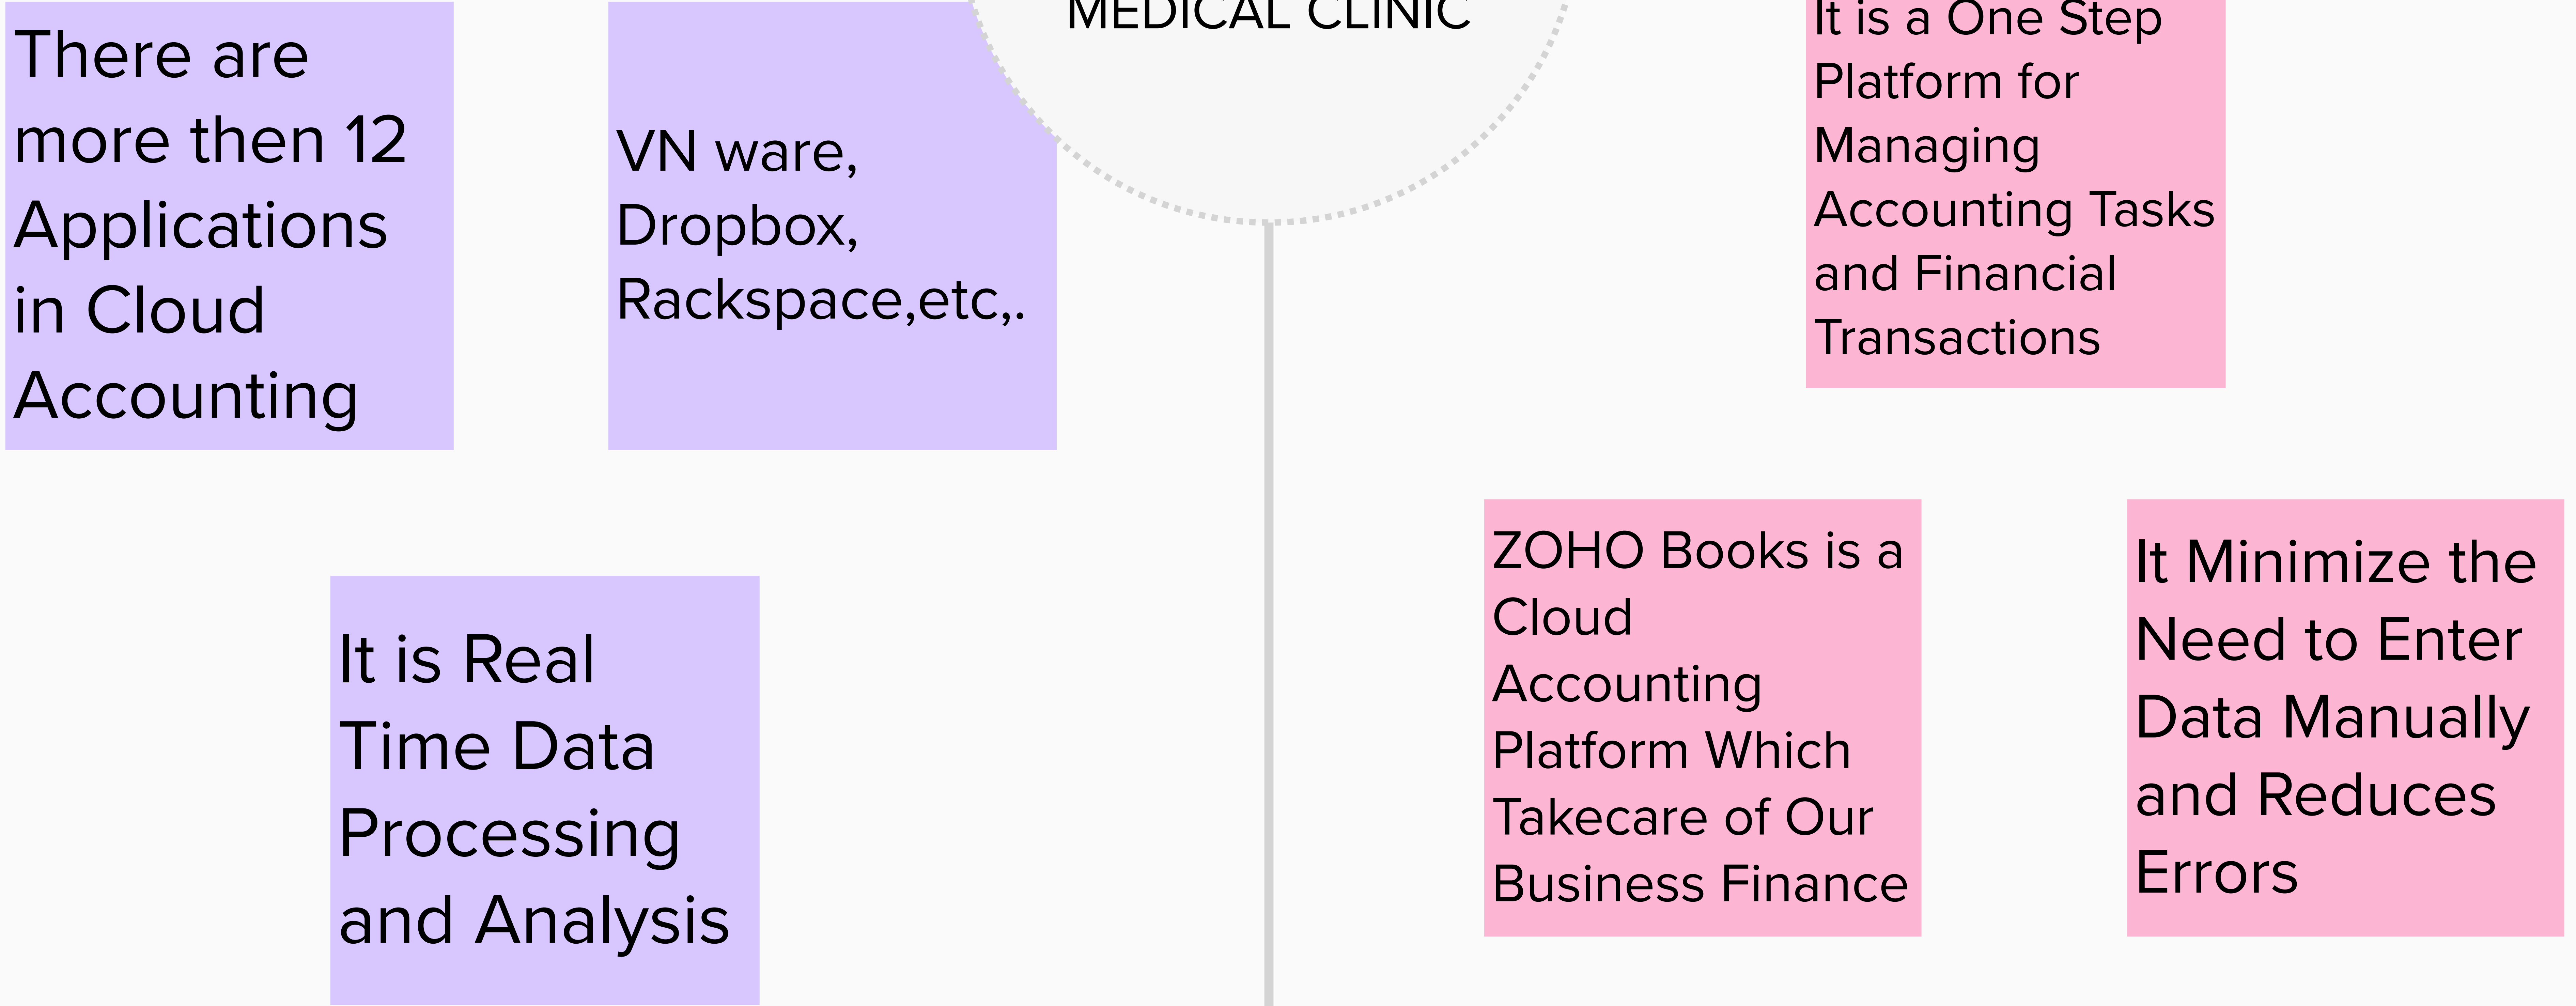 MEDICAL CLINIC
There are
more then 12
Applications
in Cloud
Accounting
VN ware,
Dropbox,
Rackspace,etc,.
It is a One Step
Platform for
Managing
Accounting Tasks
and Financial
Transactions
It is Real
Time Data
Processing
and Analysis
ZOHO Books is a
Cloud
Accounting
Platform Which
Takecare of Our
Business Finance
It Minimize the
Need to Enter
Data Manually
and Reduces
Errors